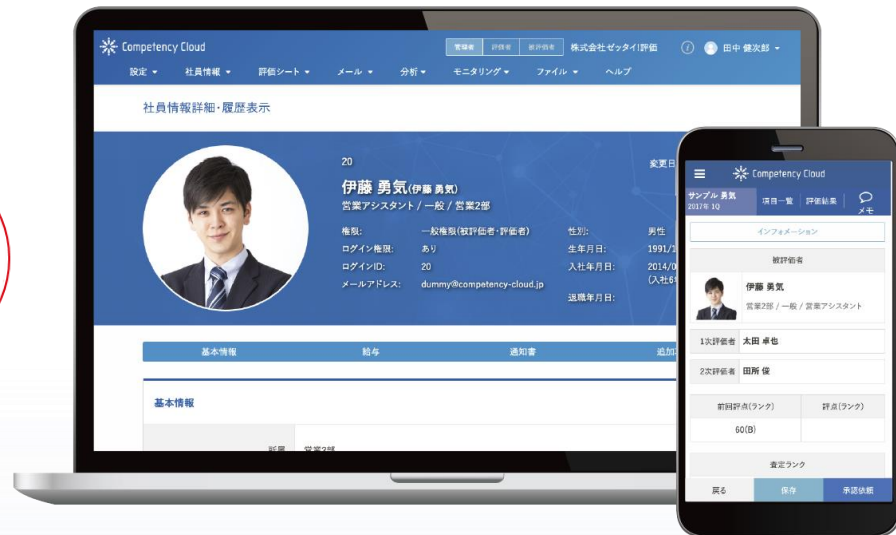 Competency Cloud
管理者 評価者 被評価者 株式会社ゼッタイ!評価 田中 健次郎
設定 社員情報 評価シート メール 分析 モニタリング ファイル ヘルプ
社員情報詳細・履歴表示
20
変更日
伊藤 勇気(伊藤 勇気)
営業アシスタント / 一般 / 営業2部
権限: 一般権限(被評価者・評価者) 性別: 男性
ログイン権限: あり 生年月日: 1991/1
ログインID: 20 入社年月日: 2014/0
メールアドレス: dummy@competency-cloud.jp (入社6
退職年月日:
基本情報 給与 通知書 追加
基本情報
所属 営業2部
Competency Cloud
サンプル 勇気
2017年 1Q
項目一覧 評価結果 メモ
インフォメーション
被評価者
伊藤 勇気
営業2部 / 一般 / 営業アシスタント
1次評価者 太田 卓也
2次評価者 田所 俊
前回評点(ランク) 評点(ランク)
60(B)
査定ランク
戻る 保存 承認依頼